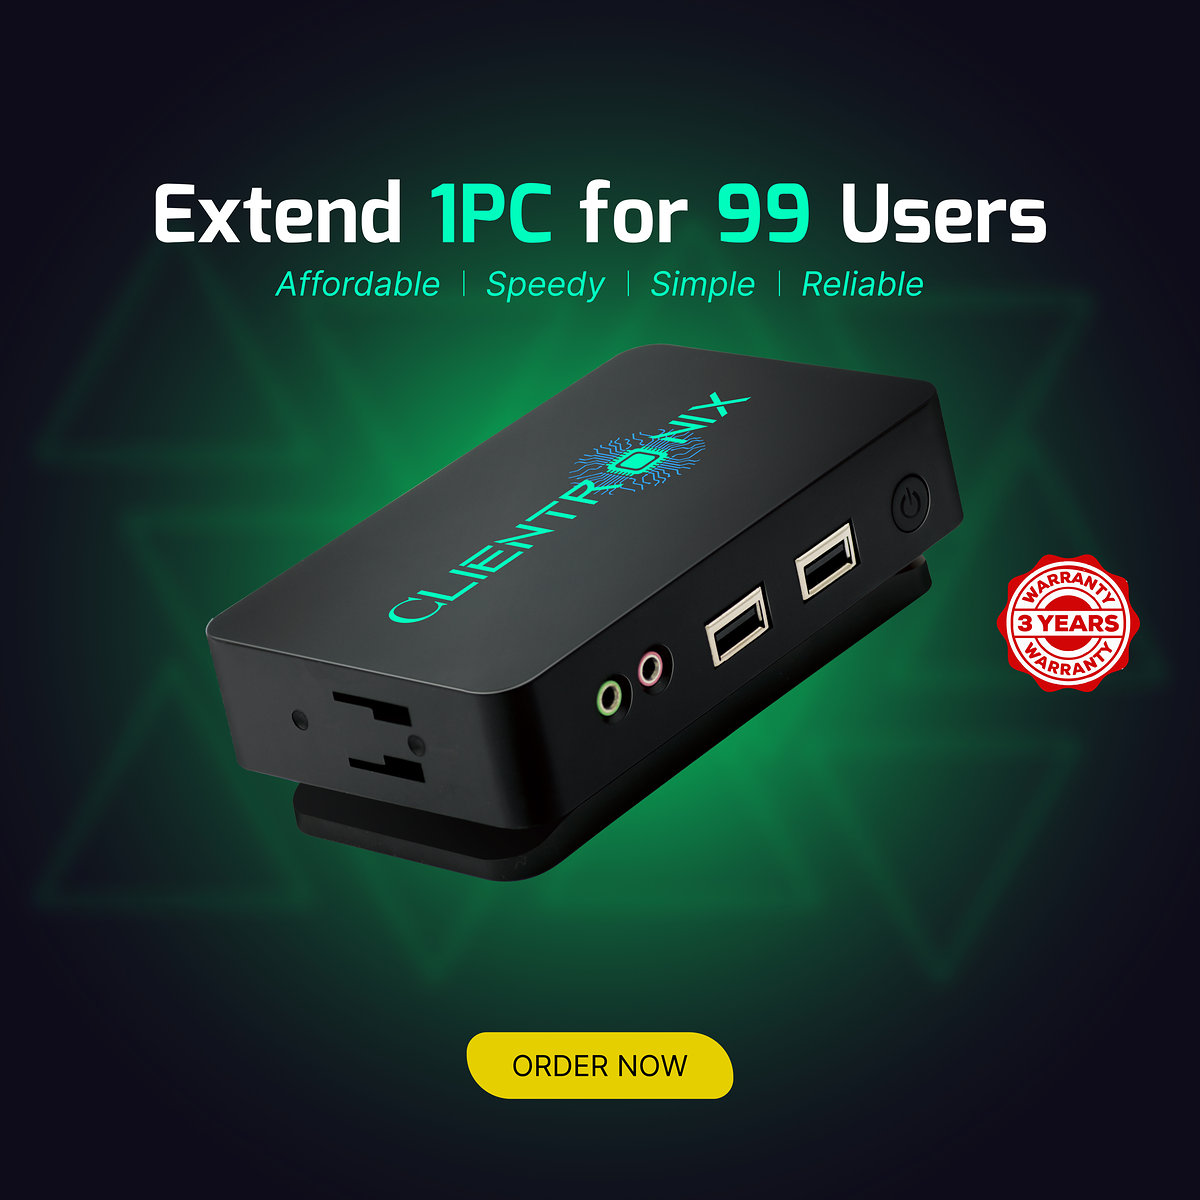 Extend 1PC for 99 Users
Affordable | Speedy | Simple | Reliable
CLIENTRONIX
WARRANTY
3 YEARS
WARRANTY
ORDER NOW